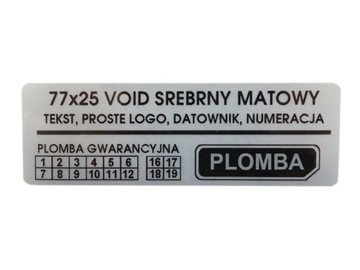 77x25 VOID SREBRNY MATOWY
TEKST, PROSTE LOGO, DATOWNIK, NUMERACJA
PLOMBA GWARANCYJNA
1 2 3 4 5 6 16 17
7 8 9 10 11 12 18 19
PLOMBA